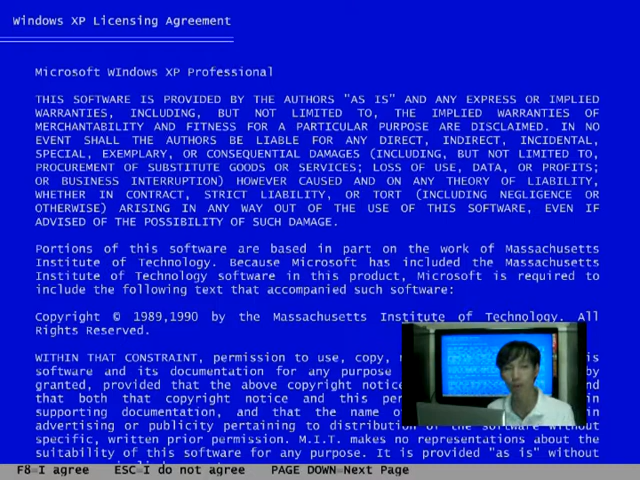 Windows XP Licensing Agreement
Microsoft WIndows XP Professional
THIS SOFTWARE IS PROVIDED BY THE AUTHORS "AS IS" AND ANY EXPRESS OR IMPLIED
WARRANTIES, INCLUDING, BUT NOT LIMITED TO, THE IMPLIED WARRANTIES OF
MERCHANTABILITY AND FITNESS FOR A PARTICULAR PURPOSE ARE DISCLAIMED. IN NO
EVENT SHALL THE AUTHORS BE LIABLE FOR ANY DIRECT, INDIRECT, INCIDENTAL,
SPECIAL, EXEMPLARY, OR CONSEQUENTIAL DAMAGES (INCLUDING, BUT NOT LIMITED TO,
PROCUREMENT OF SUBSTITUTE GOODS OR SERVICES; LOSS OF USE, DATA, OR PROFITS;
OR BUSINESS INTERRUPTION) HOWEVER CAUSED AND ON ANY THEORY OF LIABILITY,
WHETHER IN CONTRACT, STRICT LIABILITY, OR TORT (INCLUDING NEGLIGENCE OR
OTHERWISE) ARISING IN ANY WAY OUT OF THE USE OF THIS SOFTWARE, EVEN IF
ADVISED OF THE POSSIBILITY OF SUCH DAMAGE.
Portions of this software are based in part on the work of Massachusetts
Institute of Technology. Because Microsoft has included the Massachusetts
Institute of Technology software in this product, Microsoft is required to
include the following text that accompanied such software:
Copyright © 1989,1990 by the Massachusetts Institute of Technology. All
Rights Reserved.
WITHIN THAT CONSTRAINT, permission to use, copy,
software and its documentation for any purpose by
granted, provided that the above copyright notice
that both that copyright notice and this in
supporting documentation, and that the name in
advertising or publicity pertaining to distribution of the software without
specific, written prior permission. M.I.T. makes no representations about the
suitability of this software for any purpose. It is provided "as is" without
F8=I agree ESC=I do not agree PAGE DOWN=Next Page